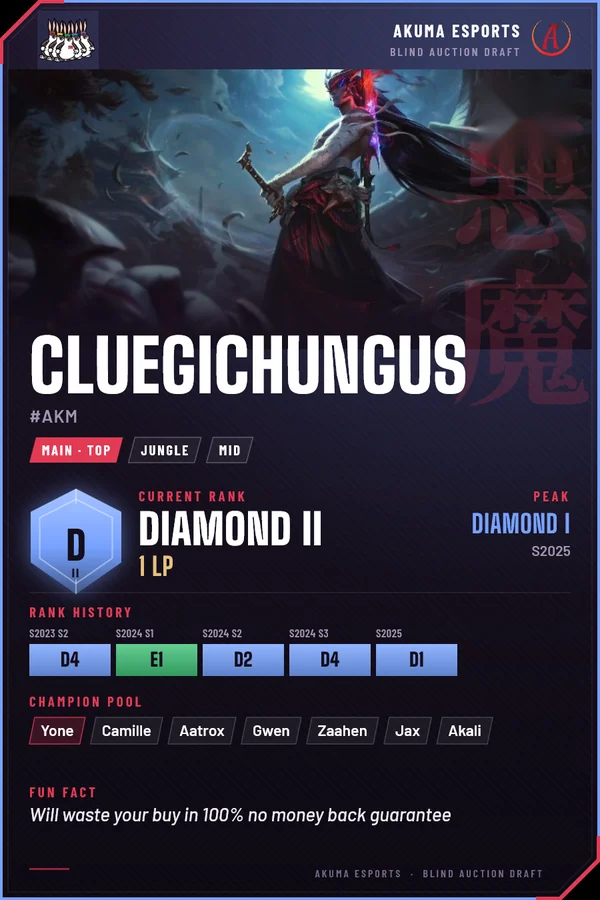 AKUMA ESPORTS
BLIND AUCTION DRAFT
A
悪
魔
CLUEGICHUNGUS
#AKM
MAIN · TOP
JUNGLE
MID
D
II
CURRENT RANK
DIAMOND II
1 LP
PEAK
DIAMOND I
S2025
RANK HISTORY
S2023 S2
S2024 S1
S2024 S2
S2024 S3
S2025
D4
E1
D2
D4
D1
CHAMPION POOL
Yone
Camille
Aatrox
Gwen
Zaahen
Jax
Akali
FUN FACT
Will waste your buy in 100% no money back guarantee
AKUMA ESPORTS · BLIND AUCTION DRAFT